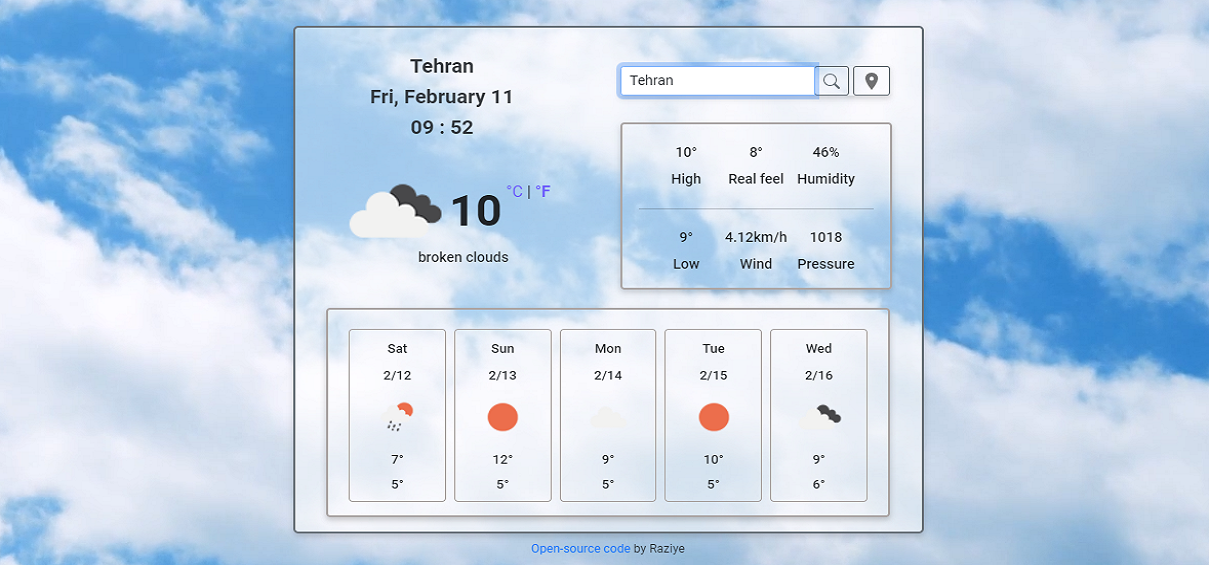 Tehran
Fri, February 11
09 : 52
10 °C | °F
broken clouds
Tehran
10° 8° 46%
High Real feel Humidity
9° 4.12km/h 1018
Low Wind Pressure
Sat Sun Mon Tue Wed
2/12 2/13 2/14 2/15 2/16
7° 12° 9° 10° 9°
5° 5° 5° 5° 6°
Open-source code by Raziye